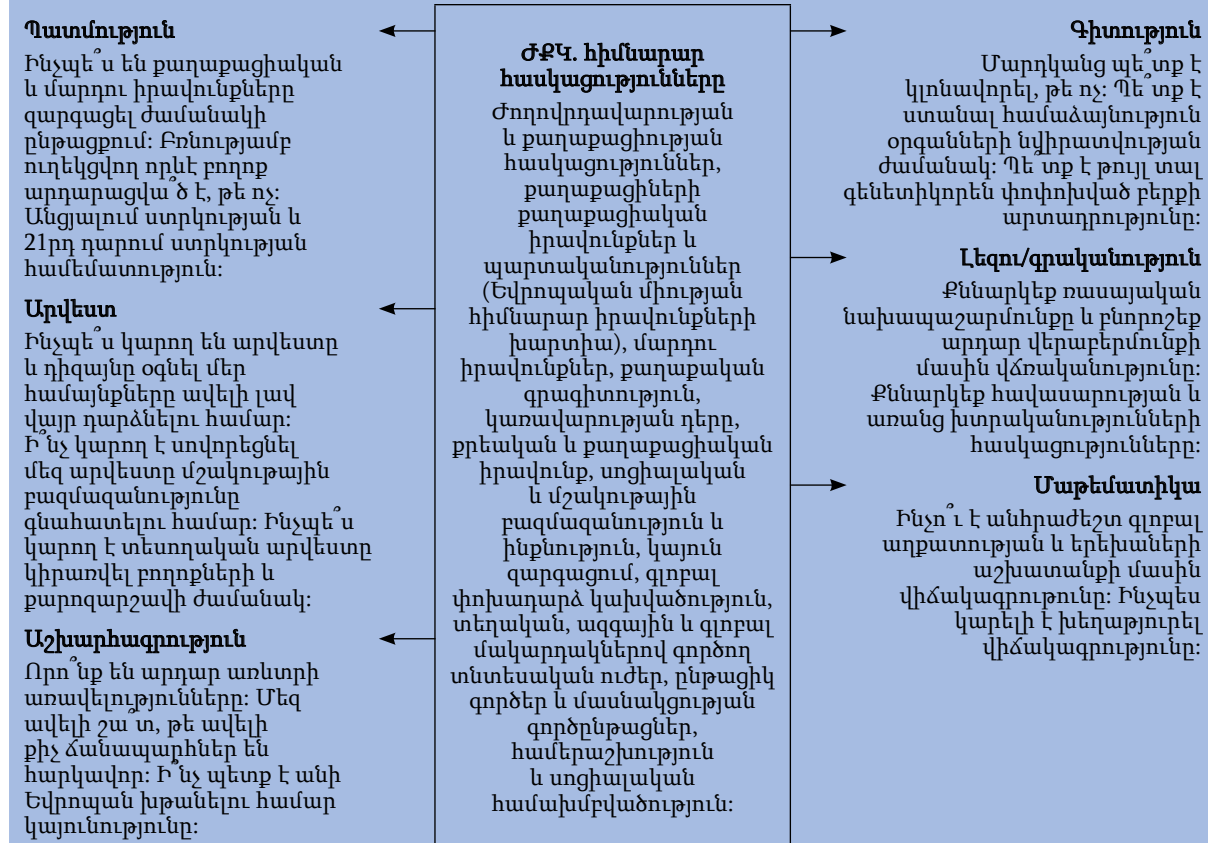 Պատմություն
Ինչպե՞ս են քաղաքացիական
և մարդու իրավունքները
զարգացել ժամանակի
ընթացքում։ Բռնությամբ
ուղեկցվող որևէ բողոք
արդարացվա՞ծ է, թե ոչ։
Անցյալում ստրկության և
21րդ դարում ստրկության
համեմատություն։
Արվեստ
Ինչպե՞ս կարող են արվեստը
և դիզայնը օգնել մեր
համայնքները ավելի լավ
վայր դարձնելու համար։
Ի՞նչ կարող է սովորեցնել
մեզ արվեստը մշակութային
բազմազանությունը
գնահատելու համար։ Ինչպե՞ս
կարող է տեսողական արվեստը
կիրառվել բողոքների և
քարոզարշավի ժամանակ։
Աշխարհագրություն
Որո՞նք են արդար առևտրի
առավելությունները։ Մեզ
ավելի շա՞տ, թե ավելի
քիչ ճանապարհներ են
հարկավոր։ Ի՞նչ պետք է անի
Եվրոպան խթանելու համար
կայունությունը։
ԺՔԿ. հիմնարար
հասկացությունները
Ժողովրդավարության
և քաղաքացիության
հասկացություններ,
քաղաքացիների
քաղաքացիական
իրավունքներ և
պարտականություններ
(Եվրոպական միության
հիմնարար իրավունքների
խարտիա), մարդու
իրավունքներ, քաղաքական
գրագիտություն,
կառավարության դերը,
քրեական և քաղաքացիական
իրավունք, սոցիալական
և մշակութային
բազմազանություն և
ինքնություն, կայուն
զարգացում, գլոբալ
փոխադարձ կախվածություն,
տեղական, ազգային և գլոբալ
մակարդակներով գործող
տնտեսական ուժեր, ընթացիկ
գործեր և մասնակցության
գործընթացներ,
համերաշխություն
և սոցիալական
համախմբվածություն։
Գիտություն
Մարդկանց պե՞տք է
կլոնավորել, թե ոչ։ Պե՞տք է
ստանալ համաձայնություն
օրգանների նվիրատվության
ժամանակ։ Պե՞տք է թույլ տալ
գենետիկորեն փոփոխված բերքի
արտադրությունը։
Լեզու/գրականություն
Քննարկեք ռասայական
նախապաշարմունքը և բնորոշեք
արդար վերաբերմունքի
մասին վճռականությունը։
Քննարկեք հավասարության և
առանց խտրականությունների
հասկացությունները։
Մաթեմատիկա
Ինչո՞ւ է անհրաժեշտ գլոբալ
աղքատության և երեխաների
աշխատանքի մասին
վիճակագրութունը։ Ինչպես
կարելի է խեղաթյուրել
վիճակագրությունը։